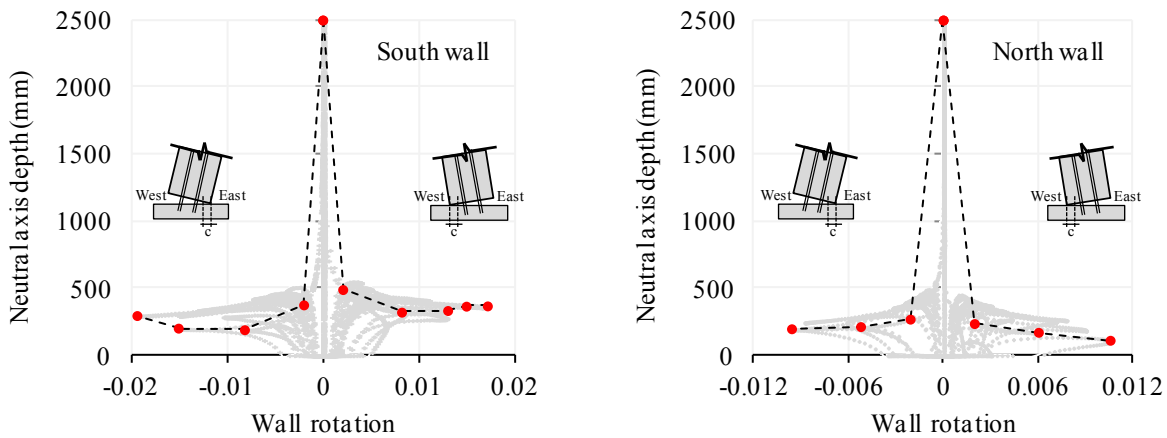 2500
South wall
2000
1500
1000
500
0
Neutral axis depth (mm)
West East
c
West East
c
-0.02 -0.01 0 0.01 0.02
Wall rotation
2500
North wall
2000
1500
1000
500
0
Neutral axis depth (mm)
West East
c
West East
c
-0.012 -0.006 0 0.006 0.012
Wall rotation